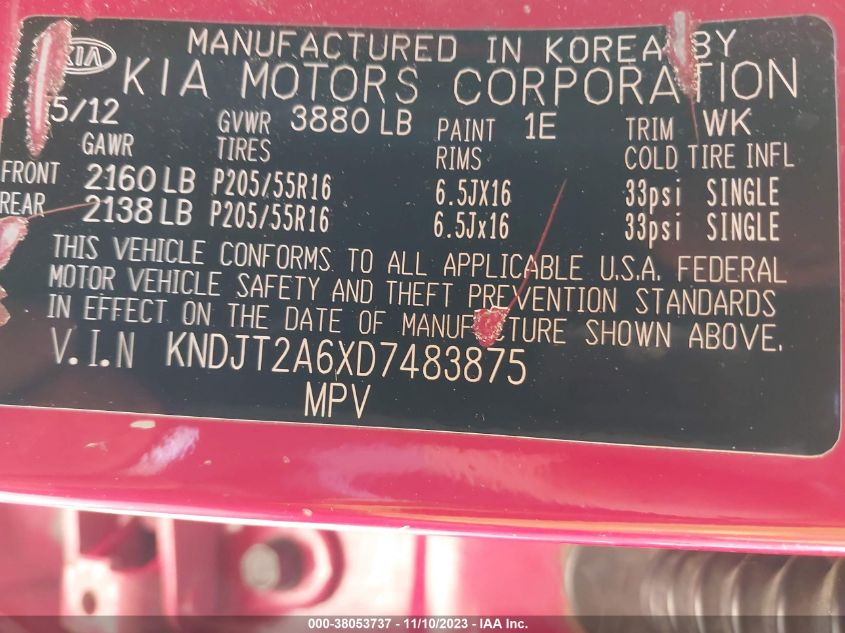 KIA
MANUFACTURED IN KOREA BY
KIA MOTORS CORPORATION
5/12 GVWR 3880 LB PAINT 1E TRIM WK
GAWR TIRES RIMS COLD TIRE INFL
FRONT 2160 LB P205/55R16 6.5JX16 33psi SINGLE
REAR 2138 LB P205/55R16 6.5Jx16 33psi SINGLE
THIS VEHICLE CONFORMS TO ALL APPLICABLE U.S.A. FEDERAL
MOTOR VEHICLE SAFETY AND THEFT PREVENTION STANDARDS
IN EFFECT ON THE DATE OF MANUFACTURE SHOWN ABOVE.
V.I.N KNDJT2A6XD7483875
MPV
000-38053737 - 11/10/2023 - IAA Inc.